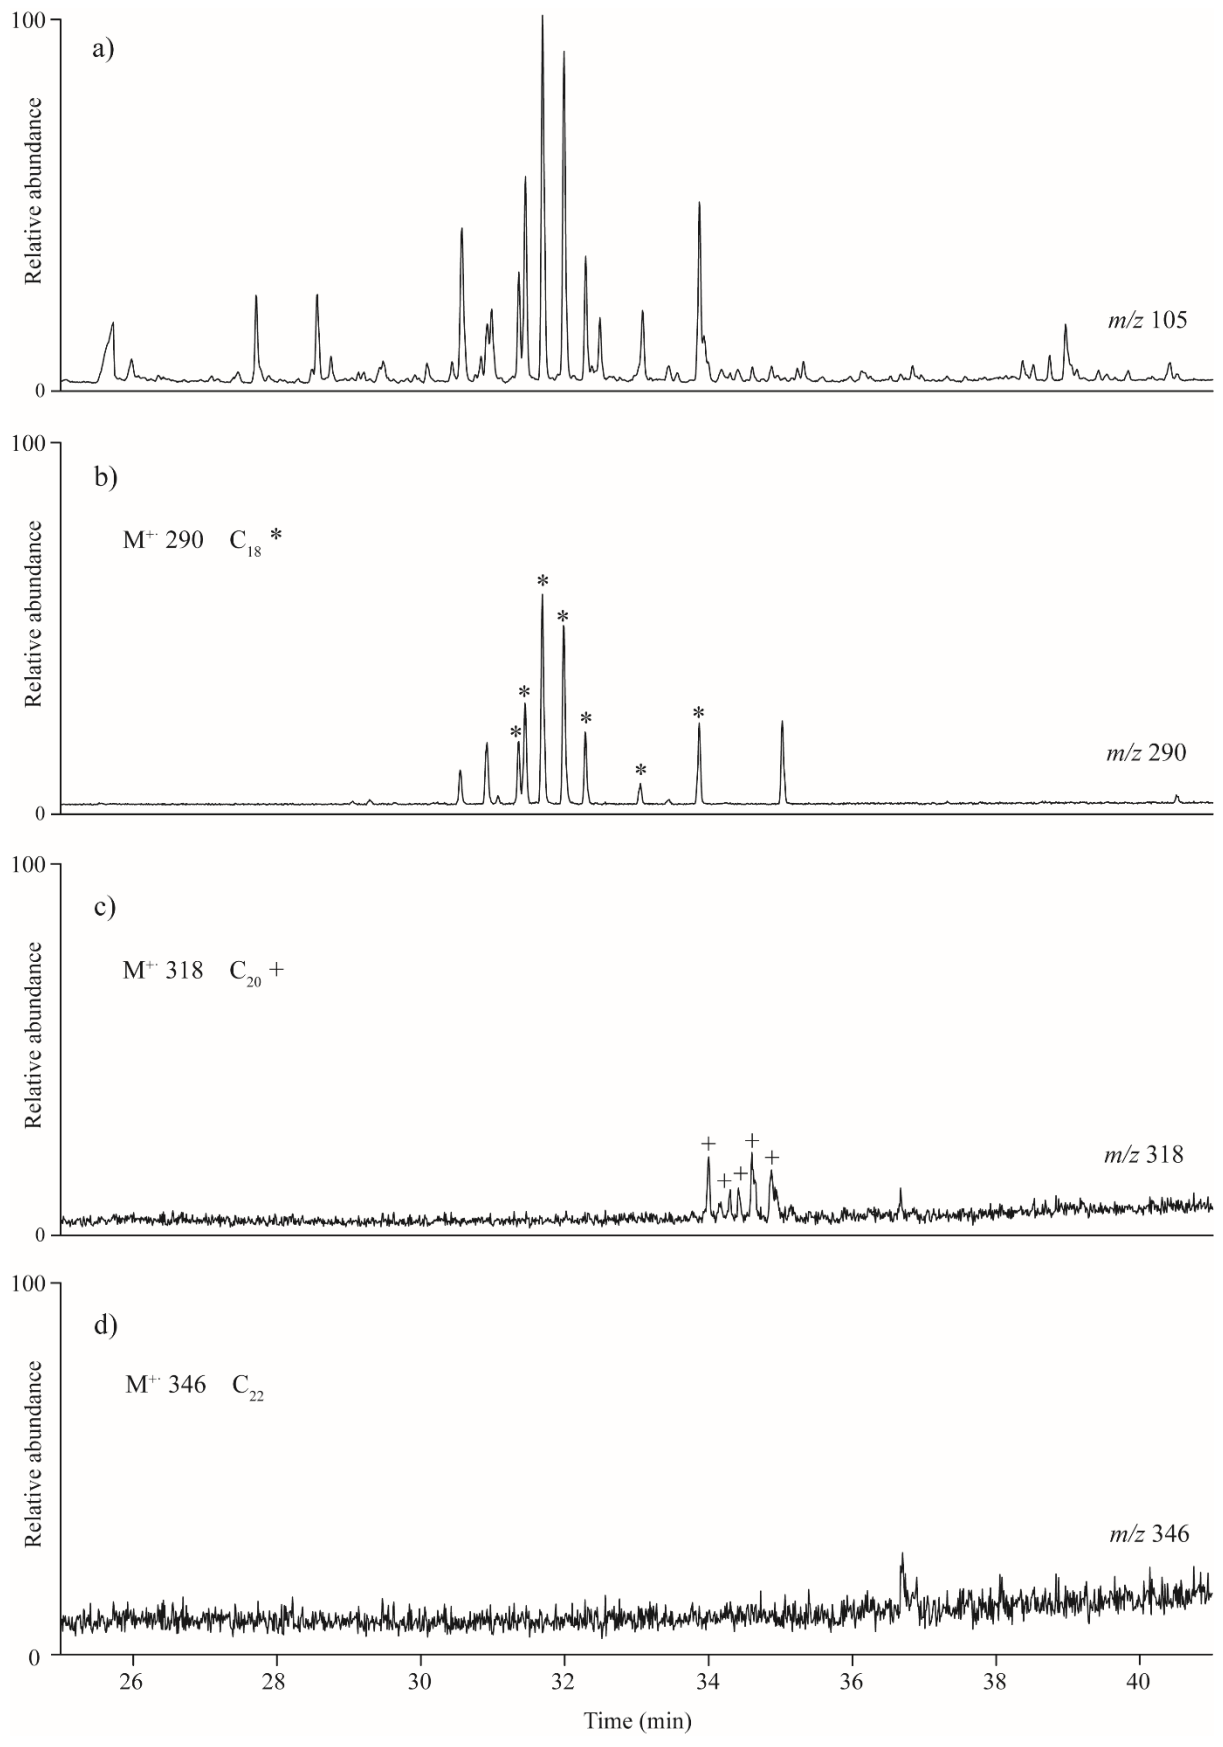 100
a)
Relative abundance
m/z 105
0
100
b)
M+· 290 C18 *
Relative abundance
*
*
*
*
*
*
*
m/z 290
0
100
c)
M+· 318 C20 +
Relative abundance
+
+
+
+
+
m/z 318
0
100
d)
M+· 346 C22
Relative abundance
m/z 346
0
26 28 30 32 34 36 38 40
Time (min)